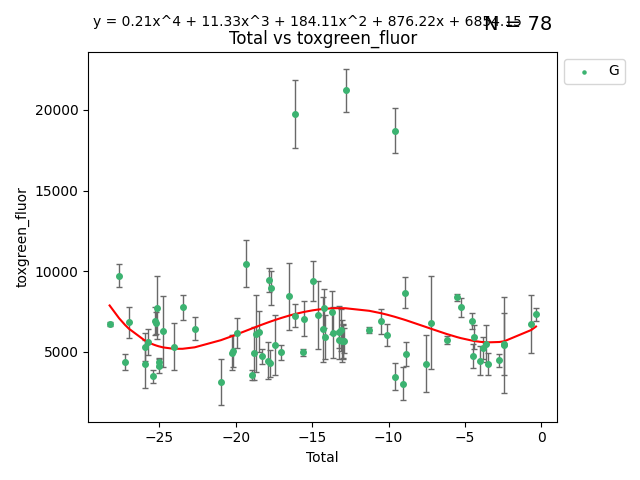 y = 0.21x^4 + 11.33x^3 + 184.11x^2 + 876.22x + 6854.15
N = 78
Total vs toxgreen_fluor
G
20000
15000
10000
5000
toxgreen_fluor
−25 −20 −15 −10 −5 0
Total